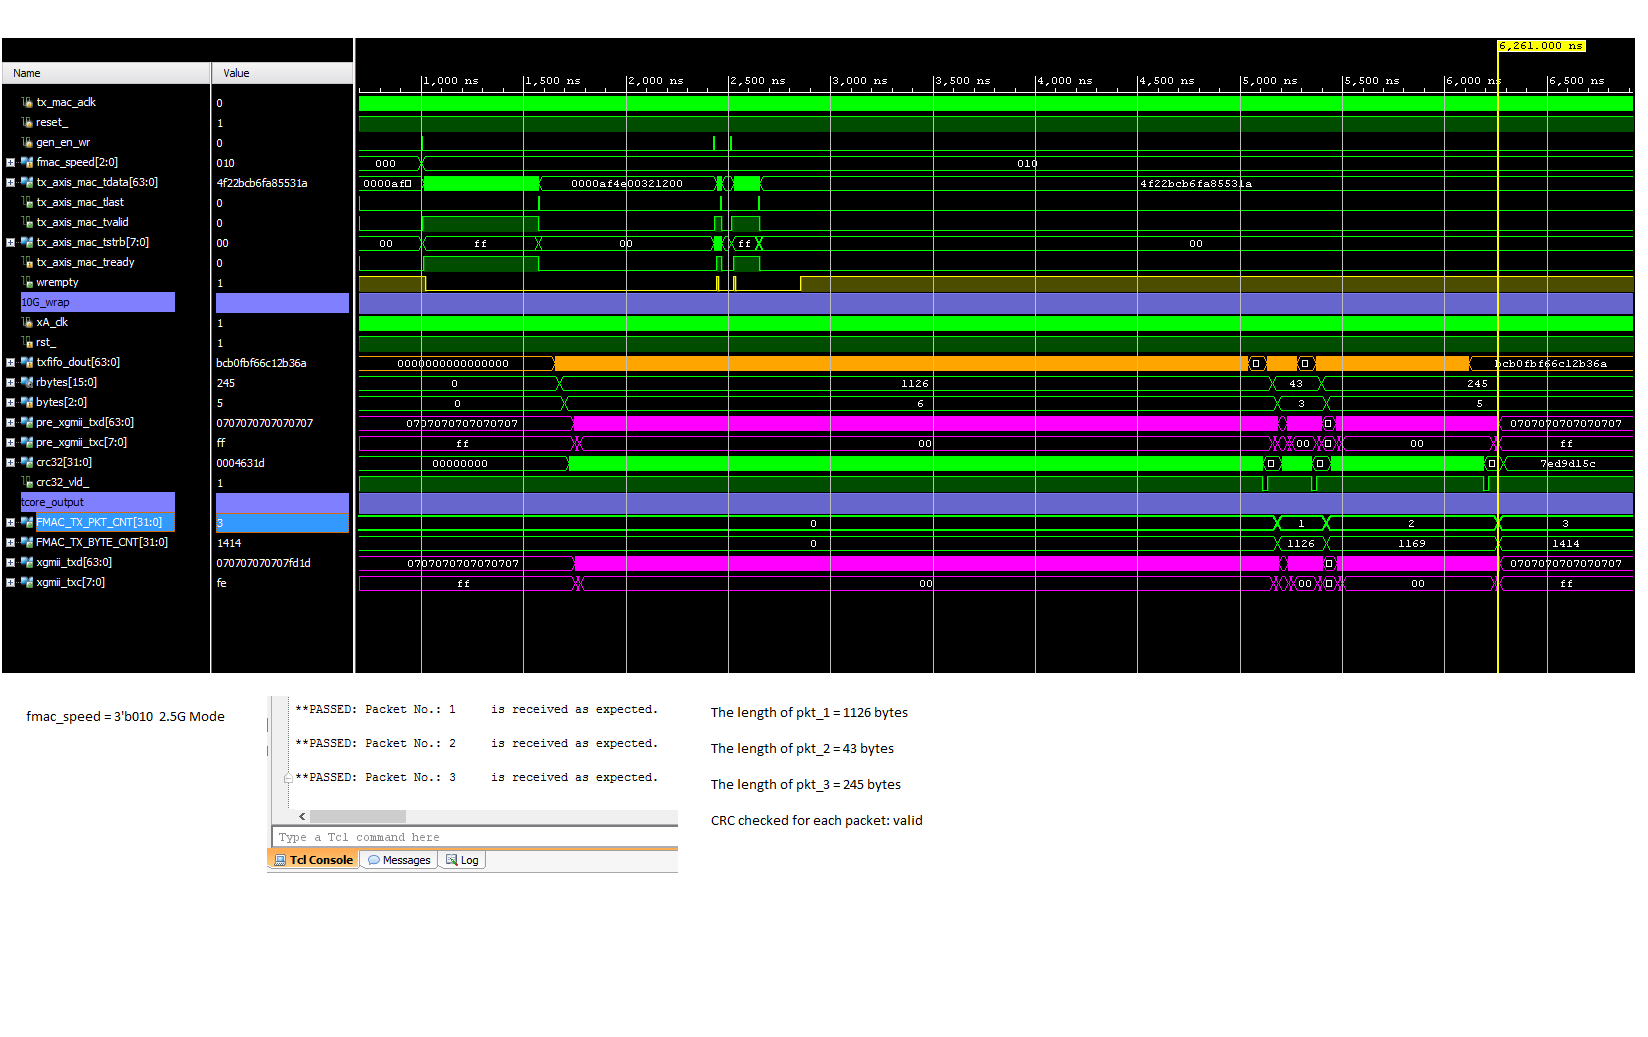 6,261.000 ns
Name Value
1,000 ns 1,500 ns 2,000 ns 2,500 ns 3,000 ns 3,500 ns 4,000 ns 4,500 ns 5,000 ns 5,500 ns 6,000 ns 6,500 ns
tx_mac_aclk 0
reset_ 1
gen_en_wr 0
fmac_speed[2:0] 010 000 010
tx_axis_mac_tdata[63:0] 4f22bcb6fa85531a 0000af 0000af4e00321200 4f22bcb6fa85531a
tx_axis_mac_tlast 0
tx_axis_mac_tvalid 0
tx_axis_mac_tstrb[7:0] 00 00 ff 00 ff 00
tx_axis_mac_tready 0
wrempty 1
10G_wrap
xA_clk 1
rst_ 1
txfifo_dout[63:0] bcb0fbf66c12b36a 0000000000000000 bcb0fbf66c12b36a
rbytes[15:0] 245 0 1126 43 245
bytes[2:0] 5 0 6 3 5
pre_xgmii_txd[63:0] 0707070707070707 0707070707070707 0707070707070707
pre_xgmii_txc[7:0] ff ff 00 00 00 ff
crc32[31:0] 0004631d 00000000 7ed9d15c
crc32_vld_ 1
tcore_output
FMAC_TX_PKT_CNT[31:0] 3 0 1 2 3
FMAC_TX_BYTE_CNT[31:0] 1414 0 1126 1169 1414
xgmii_txd[63:0] 070707070707fd1d 0707070707070707 0707070707070707
xgmii_txc[7:0] fe ff 00 00 00 ff
fmac_speed = 3'b010 2.5G Mode
**PASSED: Packet No.: 1 is received as expected.
**PASSED: Packet No.: 2 is received as expected.
**PASSED: Packet No.: 3 is received as expected.
Type a Tcl command here
Tcl Console Messages Log
The length of pkt_1 = 1126 bytes
The length of pkt_2 = 43 bytes
The length of pkt_3 = 245 bytes
CRC checked for each packet: valid